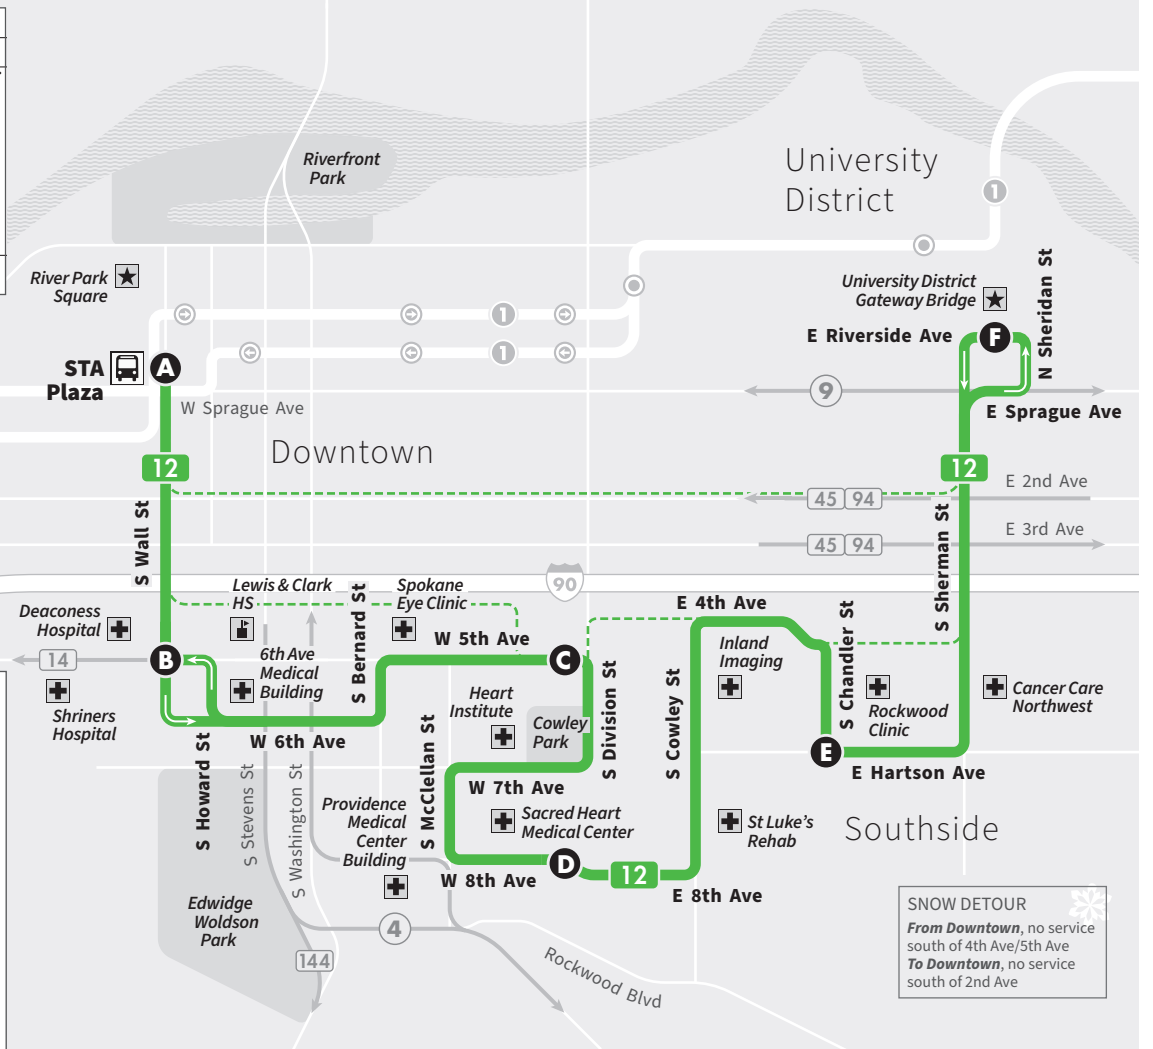 Riverfront
Park
University
District
1
River Park
Square
University District
Gateway Bridge
N Sheridan St
1
1
E Riverside Ave
F
STA
Plaza
A
W Sprague Ave
9
E Sprague Ave
Downtown
12
12
E 2nd Ave
45 94
S Wall St
S Sherman St
E 3rd Ave
45 94
90
Lewis & Clark
HS
Spokane
Eye Clinic
S Bernard St
Deaconess
Hospital
W 5th Ave
E 4th Ave
S Chandler St
14
B
C
6th Ave
Medical
Building
Inland
Imaging
Shriners
Hospital
Heart
Institute
S Division St
S Cowley St
Rockwood
Clinic
Cancer Care
Northwest
Cowley
Park
W 6th Ave
S Howard St
S Stevens St
S Washington St
S McClellan St
E
E Hartson Ave
W 7th Ave
Providence
Medical
Center
Building
Sacred Heart
Medical Center
St Luke's
Rehab
Southside
D
12
W 8th Ave
E 8th Ave
Edwidge
Woldson
Park
4
144
Rockwood Blvd
SNOW DETOUR
From Downtown, no service
south of 4th Ave/5th Ave
To Downtown, no service
south of 2nd Ave